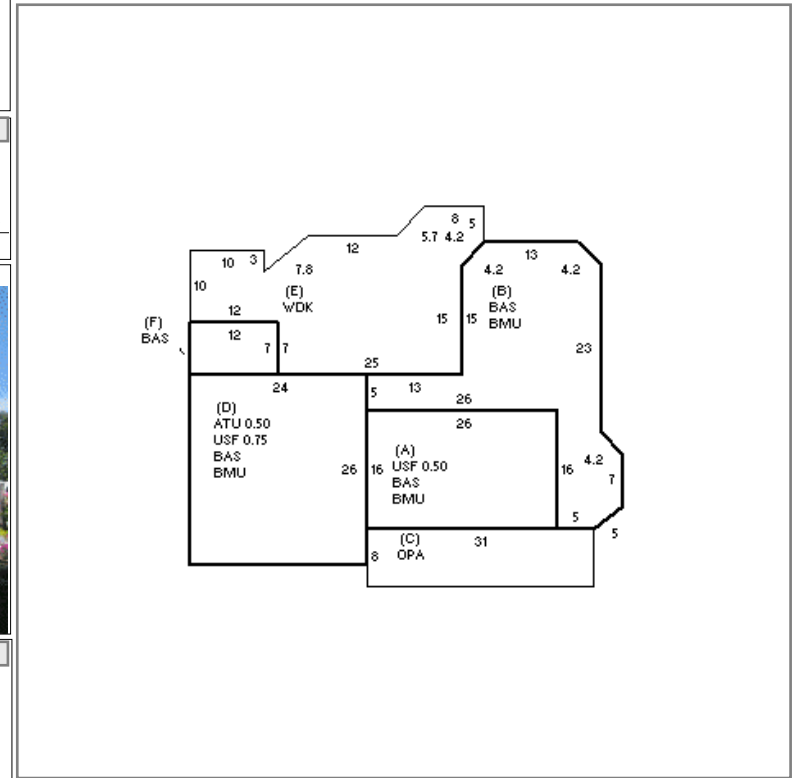 8
5
5.7 4.2
12
13
10
3
7.8
4.2
4.2
10
(E)
WDK
(B)
BAS
BMU
12
(F)
BAS
12
7
7
15
15
23
25
24
5
13
26
26
(D)
ATU 0.50
USF 0.75
BAS
BMU
26
16
(A)
USF 0.50
BAS
BMU
16
4.2
7
5
5
(C)
OPA
31
8